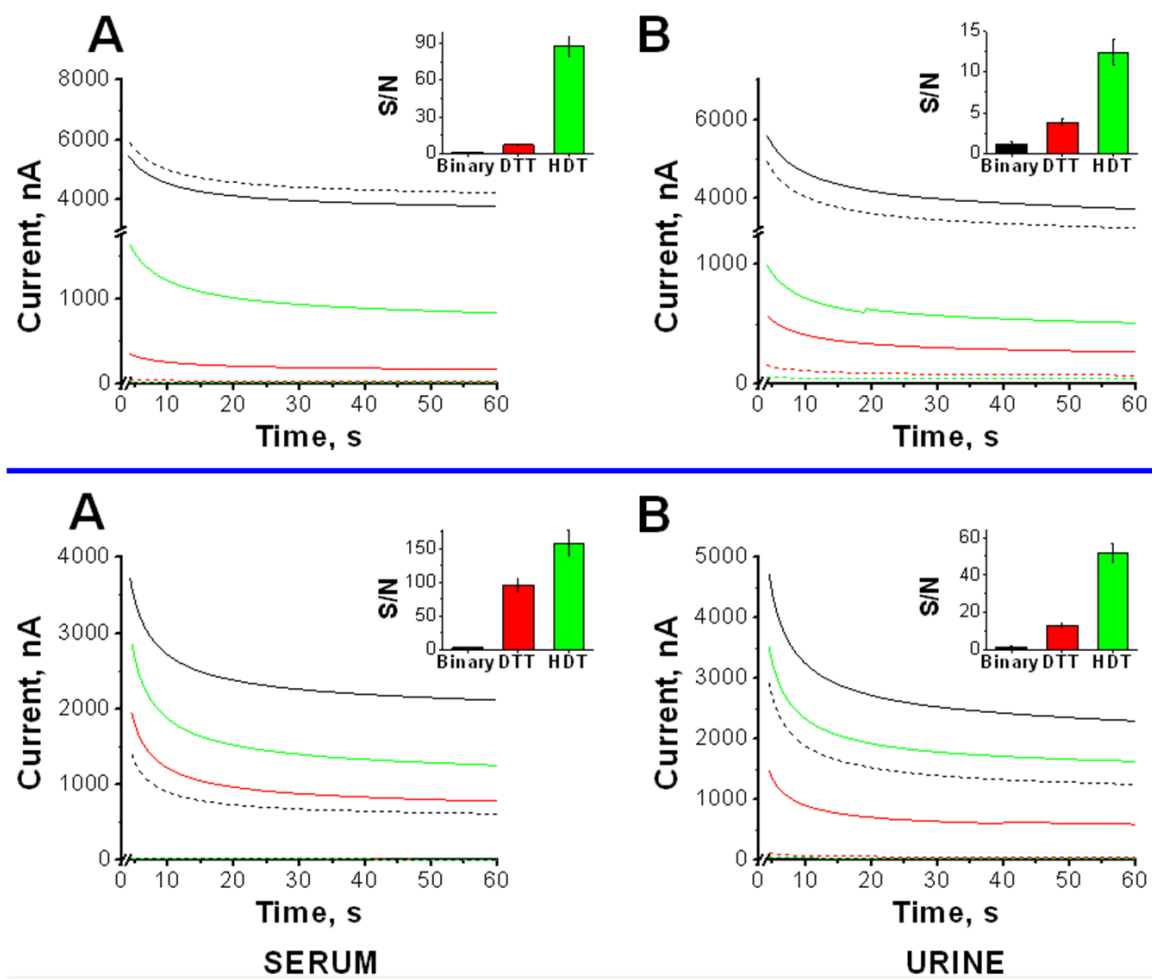 A
8000
6000
4000
1000
0
Current, nA
0 10 20 30 40 50 60
Time, s
90
60
30
0
S/N
Binary DTT HDT
B
6000
4000
1000
0
Current, nA
0 10 20 30 40 50 60
Time, s
15
10
5
0
S/N
Binary DTT HDT
A
4000
3000
2000
1000
0
Current, nA
0 10 20 30 40 50 60
Time, s
150
100
50
0
S/N
Binary DTT HDT
SERUM
B
5000
4000
3000
2000
1000
0
Current, nA
0 10 20 30 40 50 60
Time, s
60
40
20
0
S/N
Binary DTT HDT
URINE